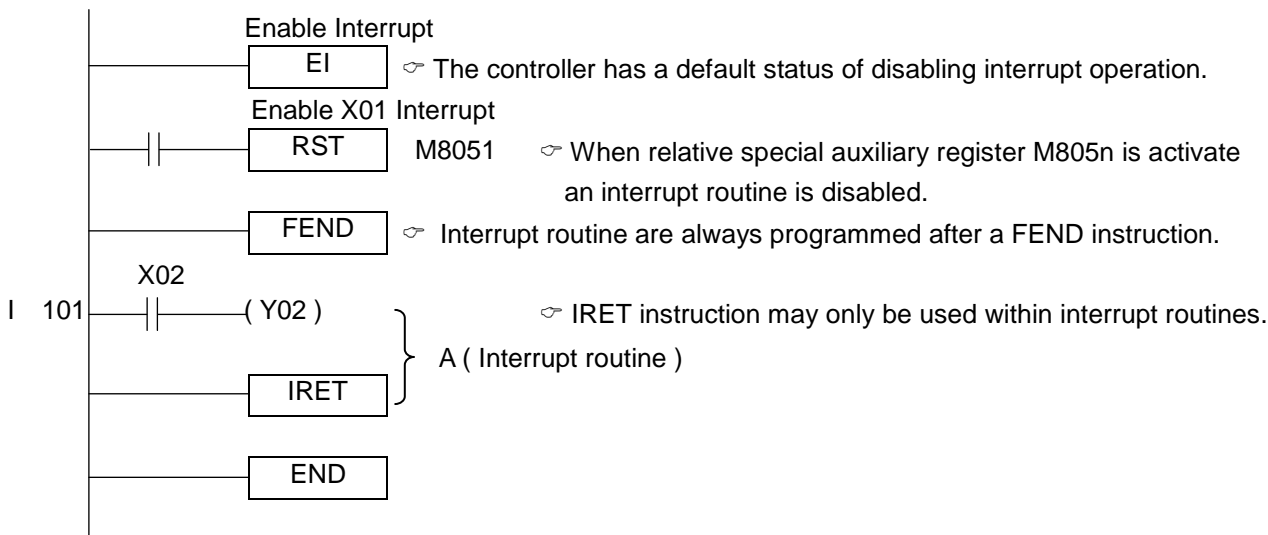 Enable Interrupt
EI ☞ The controller has a default status of disabling interrupt operation.
Enable X01 Interrupt
RST M8051 ☞ When relative special auxiliary register M805n is activate
an interrupt routine is disabled.
FEND ☞ Interrupt routine are always programmed after a FEND instruction.
X02
I 101 ( Y02 ) ☞ IRET instruction may only be used within interrupt routines.
A ( Interrupt routine )
IRET
END